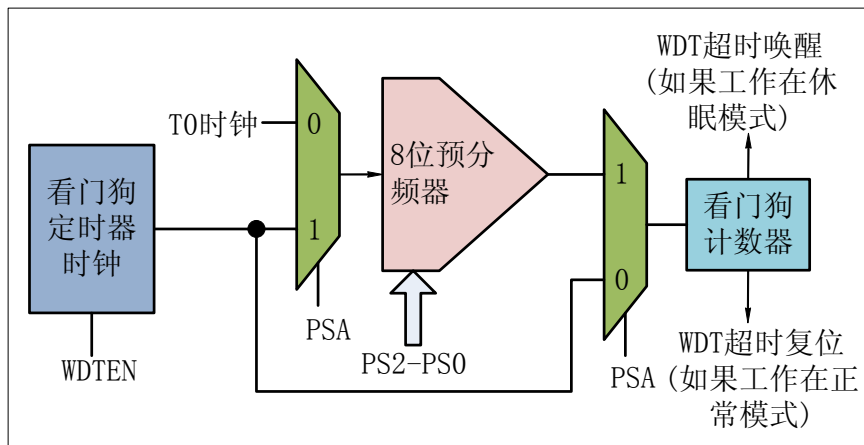 WDT超时唤醒
(如果工作在休
眠模式)
T0时钟
0
8位预分
频器
看门狗
定时器
时钟
1
1
看门狗
计数器
0
PSA
PS2-PS0
WDTEN
WDT超时复位
PSA
(如果工作在正
常模式)